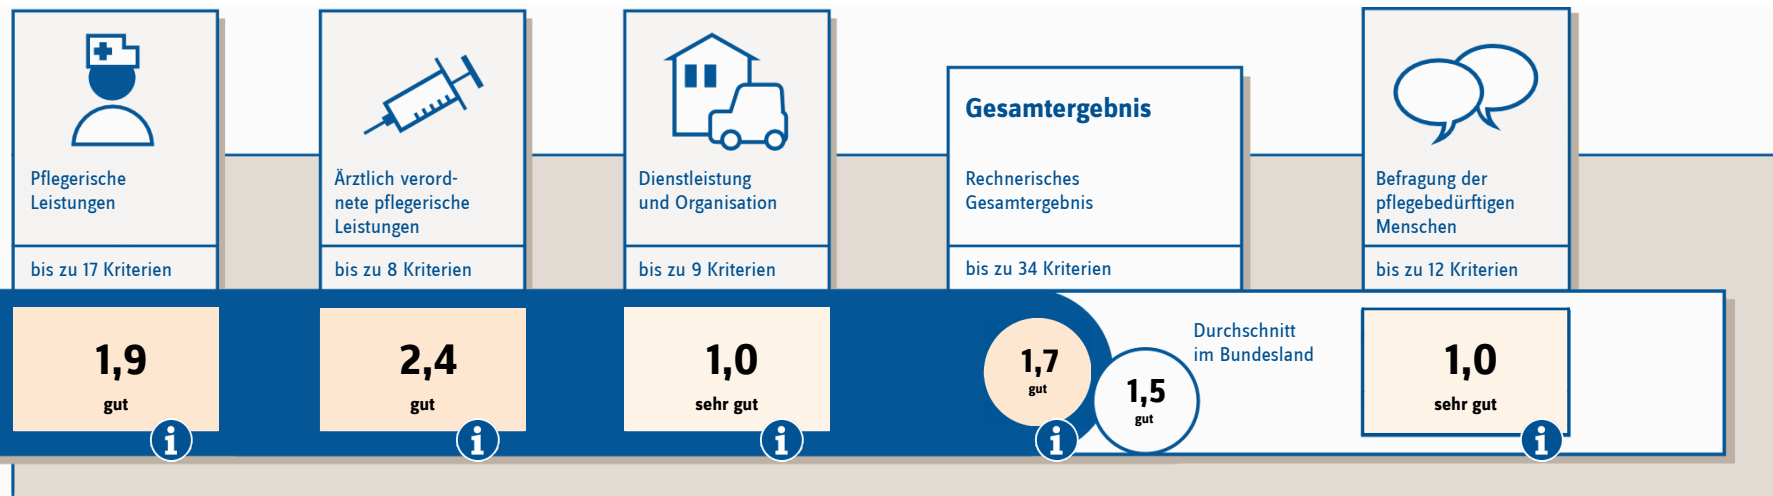 Pflegerische
Leistungen
bis zu 17 Kriterien
1,9
gut
i
Ärztlich verord-
nete pflegerische
Leistungen
bis zu 8 Kriterien
2,4
gut
i
Dienstleistung
und Organisation
bis zu 9 Kriterien
1,0
sehr gut
i
Gesamtergebnis
Rechnerisches
Gesamtergebnis
bis zu 34 Kriterien
1,7
gut
i
1,5
gut
Durchschnitt
im Bundesland
Befragung der
pflegebedürftigen
Menschen
bis zu 12 Kriterien
1,0
sehr gut
i